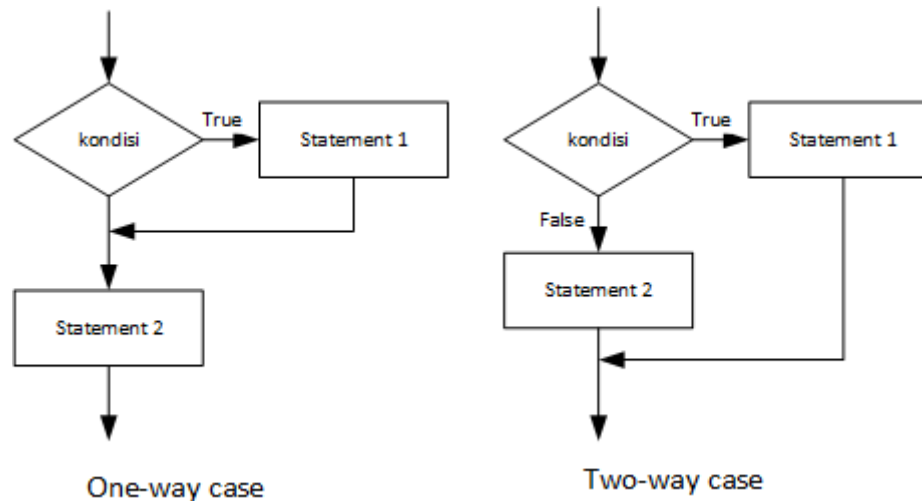 kondisi
True
Statement 1
Statement 2
One-way case
kondisi
True
Statement 1
False
Statement 2
Two-way case